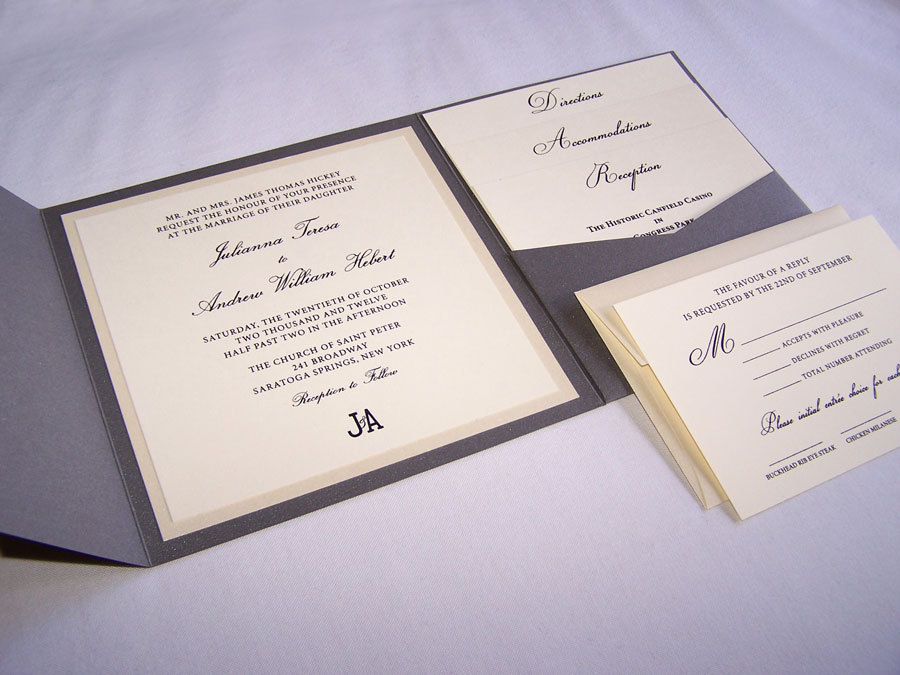 MR. AND MRS. JAMES THOMAS HICKEY
REQUEST THE HONOUR OF YOUR PRESENCE
AT THE MARRIAGE OF THEIR DAUGHTER
Julianna Teresa
to
Andrew William Hebert
SATURDAY, THE TWENTIETH OF OCTOBER
TWO THOUSAND AND TWELVE
HALF PAST TWO IN THE AFTERNOON
THE CHURCH OF SAINT PETER
241 BROADWAY
SARATOGA SPRINGS, NEW YORK
Reception to Follow
J&A
Directions
Accommodations
Reception
THE HISTORIC CANFIELD CASINO
IN
CONGRESS PARK
THE FAVOUR OF A REPLY
IS REQUESTED BY THE 22ND OF SEPTEMBER
M
ACCEPTS WITH PLEASURE
DECLINES WITH REGRET
TOTAL NUMBER ATTENDING
Please initial entrée choice for each
BUCKHEAD RIB EYE STEAK CHICKEN MILANESE